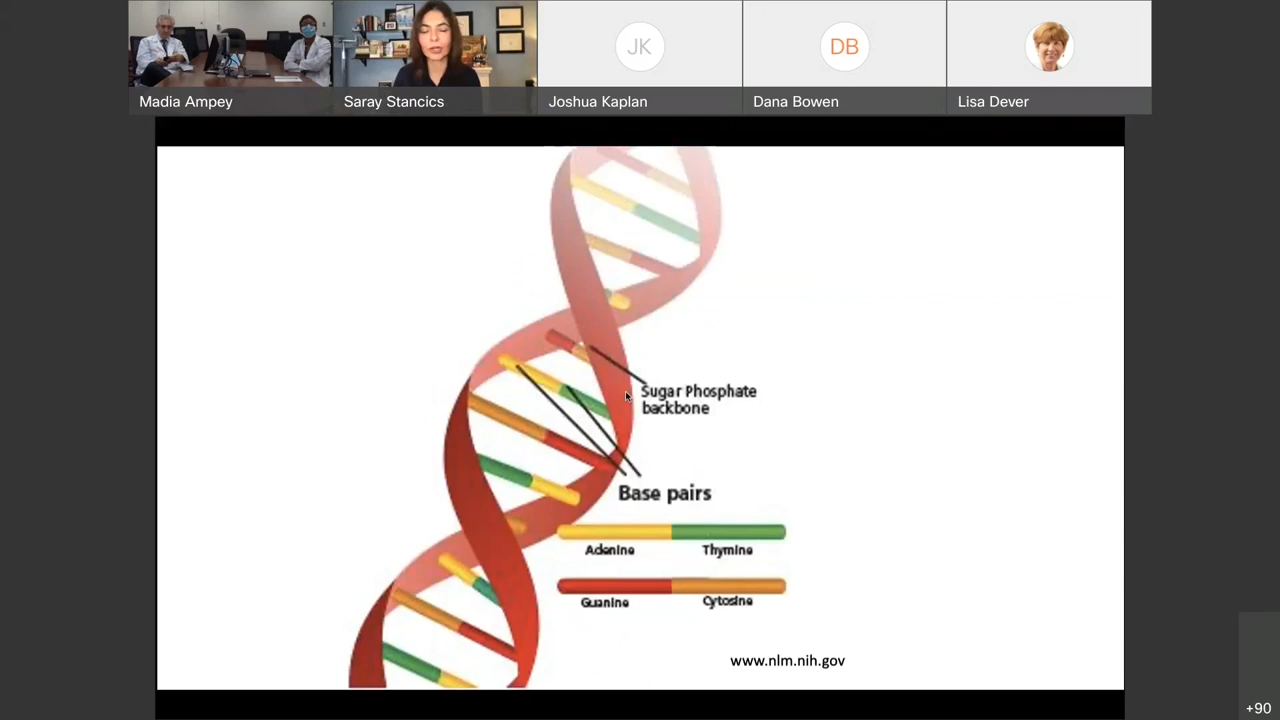 Madia Ampey
Saray Stancics
JK
Joshua Kaplan
DB
Dana Bowen
Lisa Dever
Sugar Phosphate
backbone
Base pairs
Adenine Thymine
Guanine Cytosine
www.nlm.nih.gov
+90